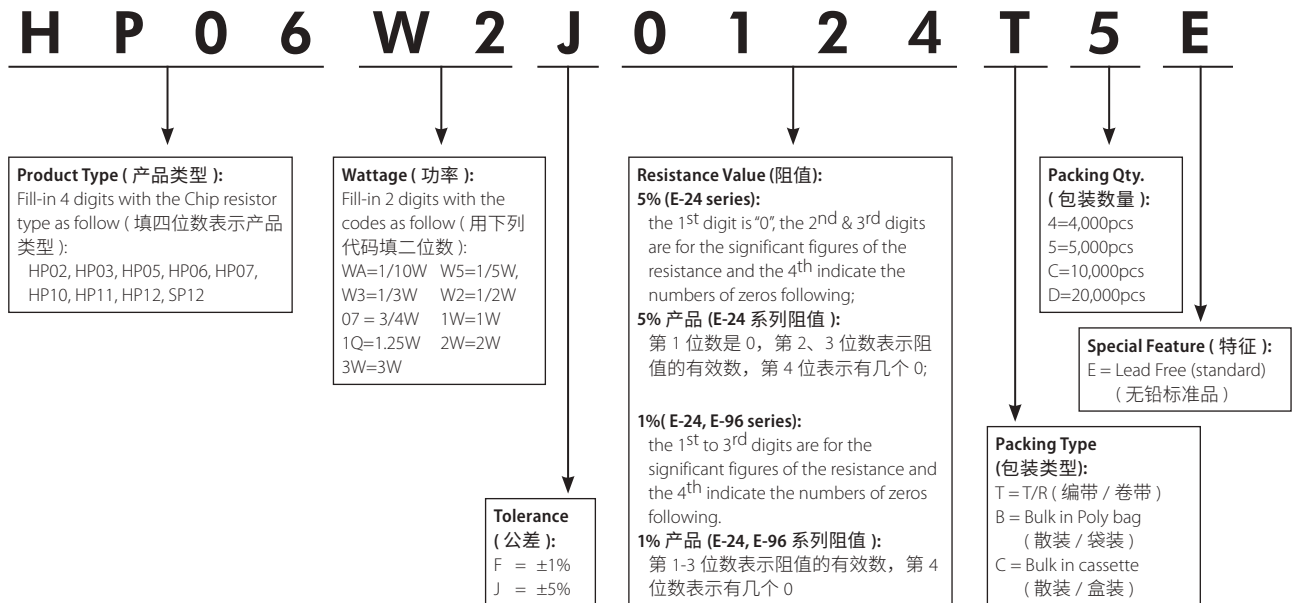 H P 0 6 W 2 J 0 1 2 4 T 5 E
Product Type ( 产品类型 ):
Fill-in 4 digits with the Chip resistor
type as follow ( 填四位数表示产品
类型 ):
HP02, HP03, HP05, HP06, HP07,
HP10, HP11, HP12, SP12
Wattage ( 功率 ):
Fill-in 2 digits with the
codes as follow ( 用下列
代码填二位数 ):
WA=1/10W W5=1/5W,
W3=1/3W W2=1/2W
07 = 3/4W 1W=1W
1Q=1.25W 2W=2W
3W=3W
Tolerance
( 公差 ):
F = ±1%
J = ±5%
Resistance Value (阻值):
5% (E-24 series):
the 1st digit is “0”, the 2nd & 3rd digits
are for the significant figures of the
resistance and the 4th indicate the
numbers of zeros following;
5% 产品 (E-24 系列阻值 ):
第 1 位数是 0，第 2、3 位数表示阻
值的有效数，第 4 位表示有几个 0;
1%( E-24, E-96 series):
the 1st to 3rd digits are for the
significant figures of the resistance and
the 4th indicate the numbers of zeros
following.
1% 产品 (E-24, E-96 系列阻值 ):
第 1-3 位数表示阻值的有效数，第 4
位数表示有几个 0
Packing Type
(包装类型):
T = T/R ( 编带 / 卷带 )
B = Bulk in Poly bag
( 散装 / 袋装 )
C = Bulk in cassette
( 散装 / 盒装 )
Packing Qty.
( 包装数量 ):
4=4,000pcs
5=5,000pcs
C=10,000pcs
D=20,000pcs
Special Feature ( 特征 ):
E = Lead Free (standard)
( 无铅标准品 )